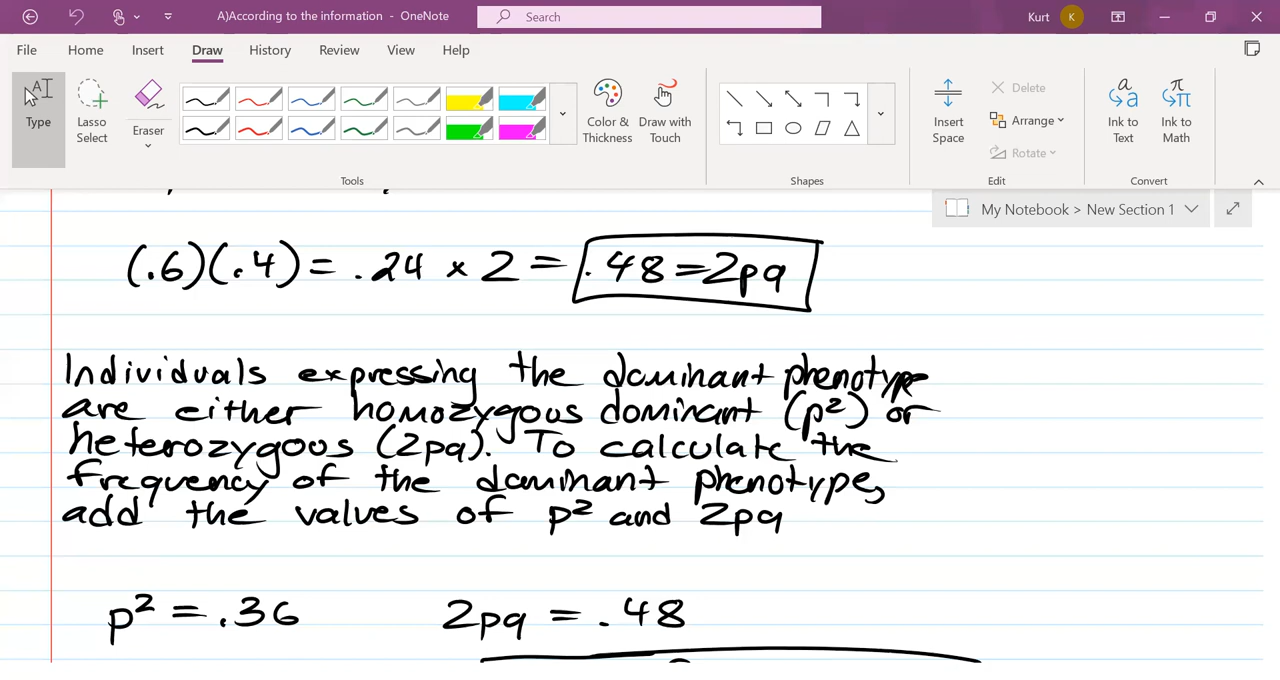 A)According to the information - OneNote
Search
Kurt
K
File Home Insert Draw History Review View Help
Type
Lasso Select
Eraser
Color & Thickness
Draw with Touch
Insert Space
Delete
Arrange
Rotate
Ink to Text
Ink to Math
Tools
Shapes
Edit
Convert
My Notebook > New Section 1
(.6)(.4) = .24 x 2 = .48 = 2pq
Individuals expressing the dominant phenotype
are either homozygous dominant (p²) or
heterozygous (2pq). To calculate the
frequency of the dominant phenotype,
add the values of p² and 2pq
p² = .36 2pq = .48